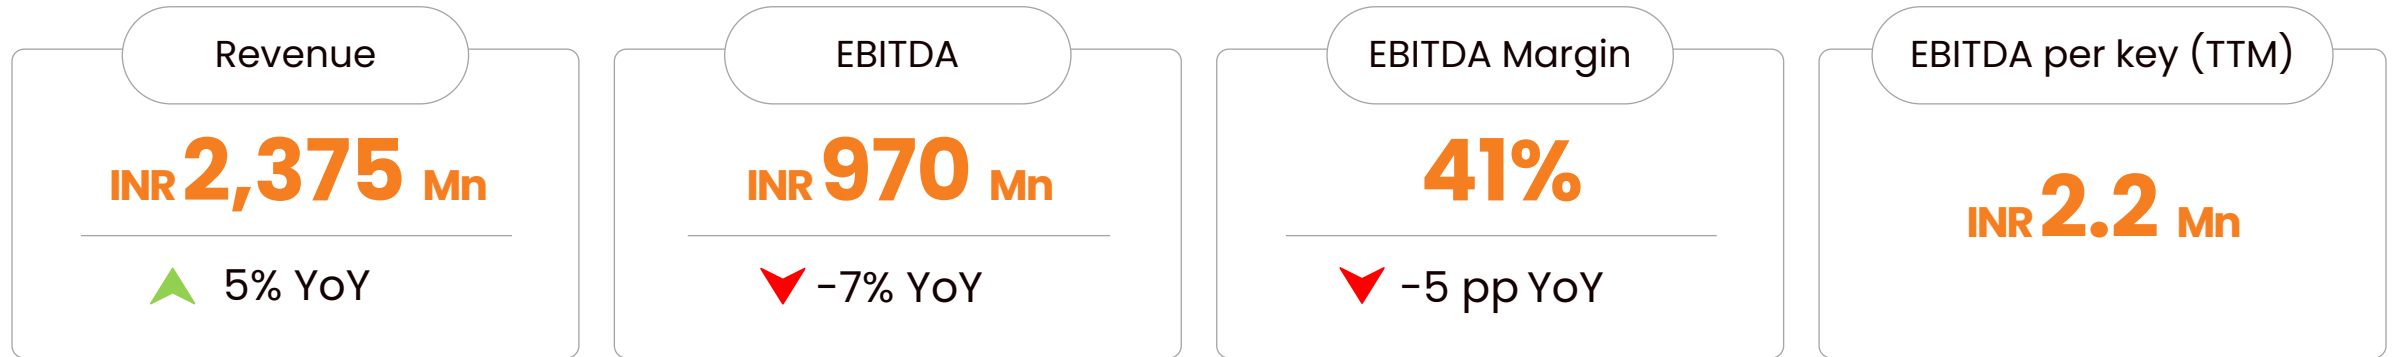 Revenue
INR 2,375 Mn
5% YoY
EBITDA
INR 970 Mn
-7% YoY
EBITDA Margin
41%
-5 pp YoY
EBITDA per key (TTM)
INR 2.2 Mn